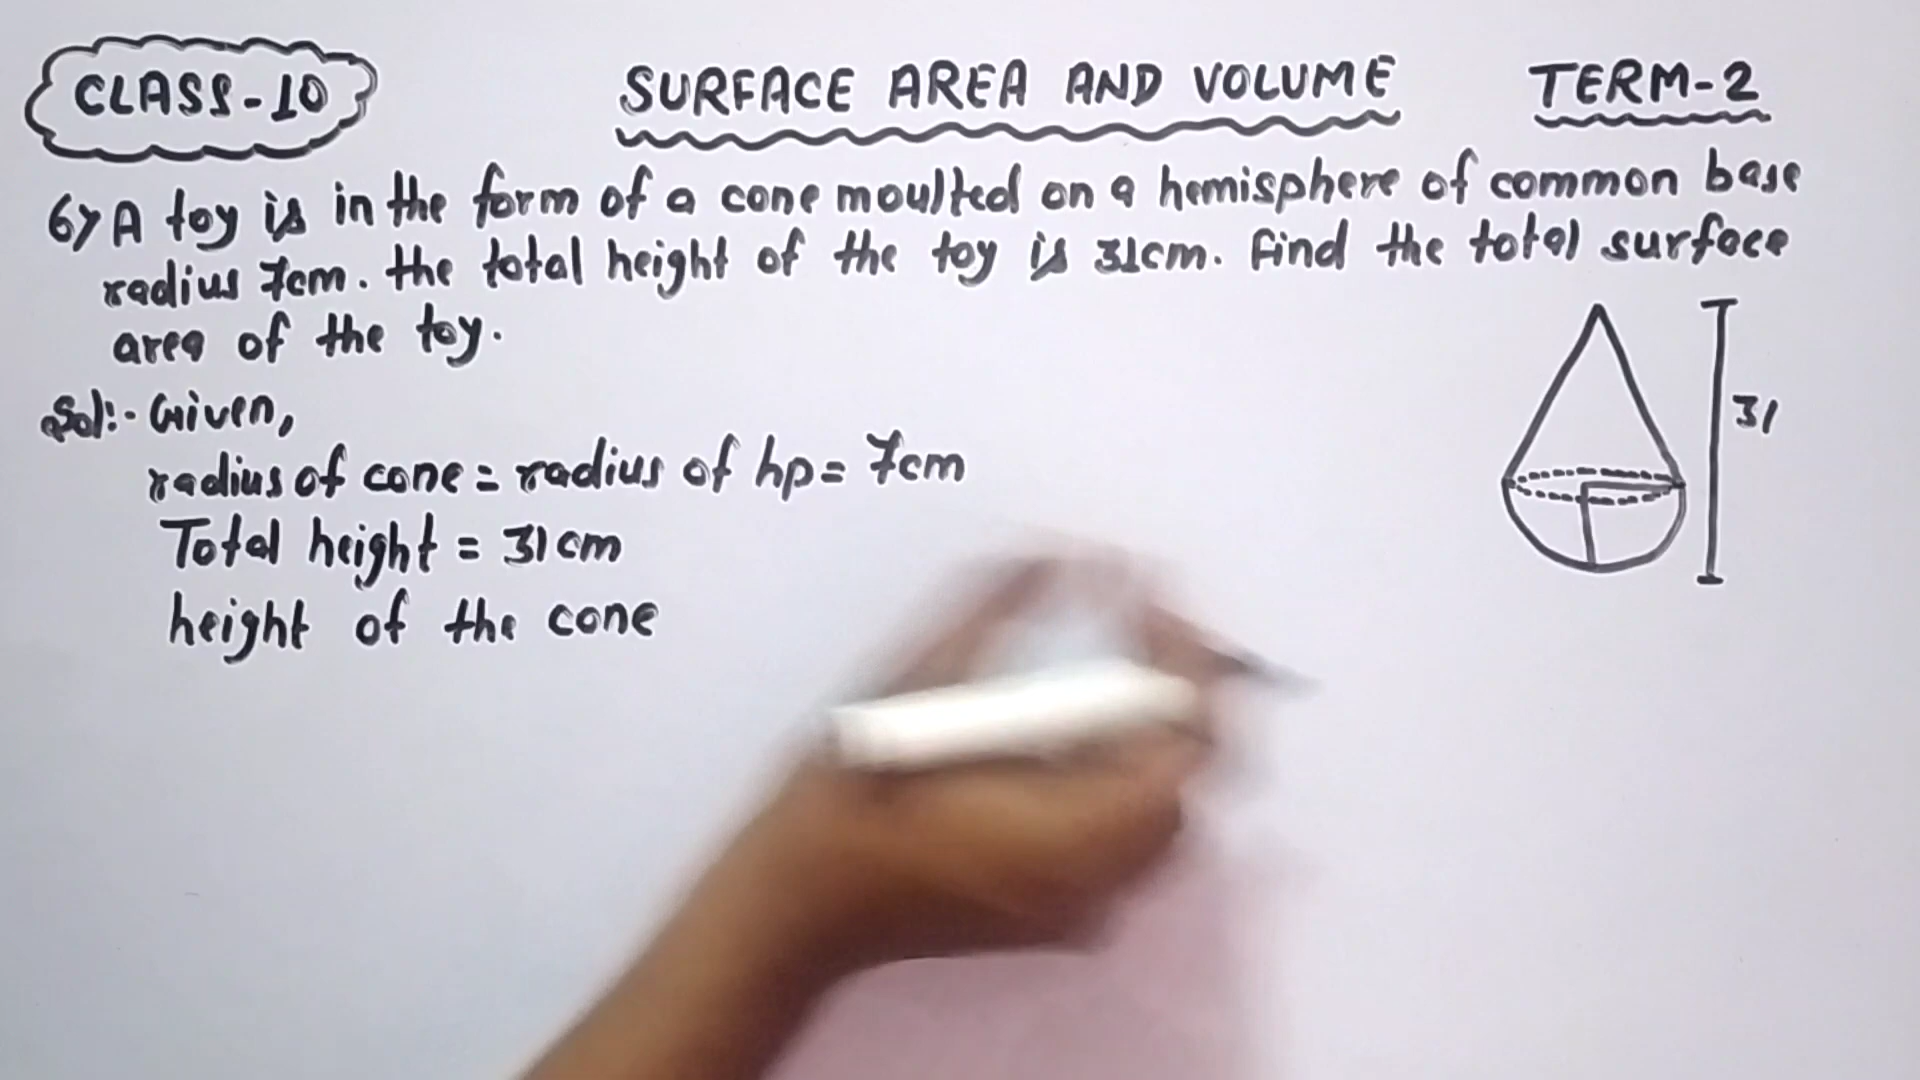 CLASS-10
SURFACE AREA AND VOLUME
TERM-2
6> A toy is in the form of a cone moulted on a hemisphere of common base
radius 7cm. the total height of the toy is 31cm. find the total surface
area of the toy.
Sol:- Given,
radius of cone = radius of hp = 7cm
Total height = 31cm
height of the cone
31